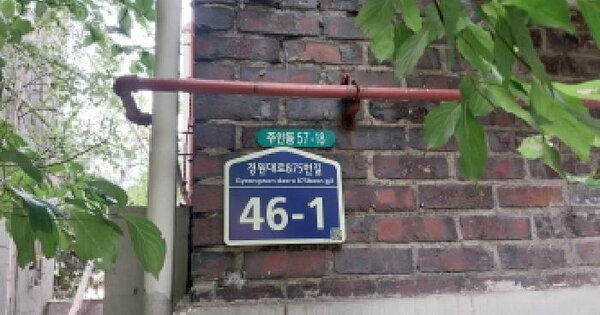 주안동 57-18
경원대로875번길
Gyeongwon-daero 875beon-gil
46-1